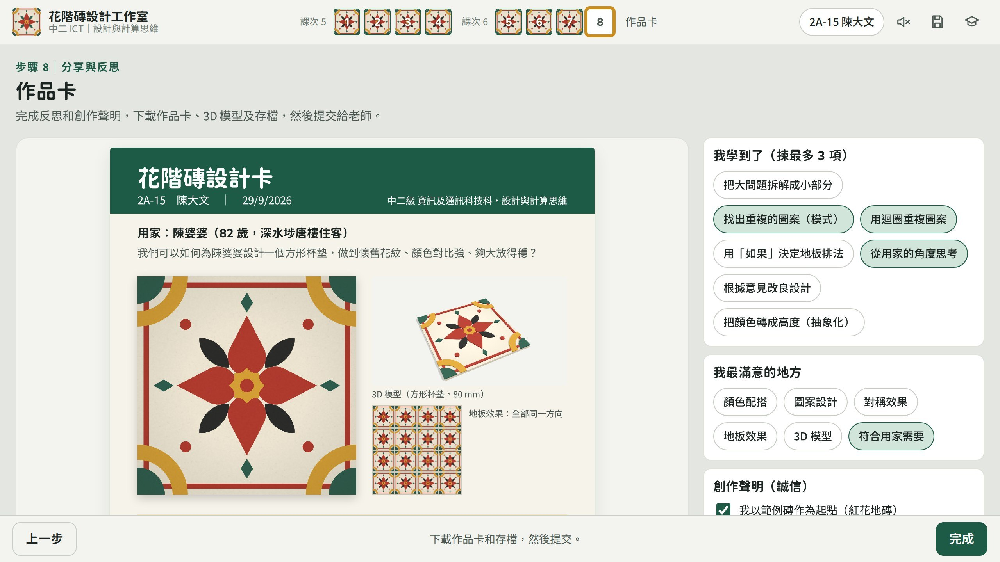 花階磚設計工作室
中二 ICT｜設計與計算思維
課次 5
1
2
3
4
課次 6
5
6
7
8
作品卡
2A-15 陳大文
步驟 8｜分享與反思
作品卡
完成反思和創作聲明，下載作品卡、3D 模型及存檔，然後提交給老師。
花階磚設計卡
2A-15　陳大文　｜　29/9/2026
中二級 資訊及通訊科技科・設計與計算思維
用家：陳婆婆（82 歲，深水埗唐樓住客）
我們可以如何為陳婆婆設計一個方形杯墊，做到懷舊花紋、顏色對比強、夠大放得穩？
3D 模型（方形杯墊，80 mm）
地板效果：全部同一方向
我學到了（揀最多 3 項）
把大問題拆解成小部分
找出重複的圖案（模式）
用迴圈重複圖案
用「如果」決定地板排法
從用家的角度思考
根據意見改良設計
把顏色轉成高度（抽象化）
我最滿意的地方
顏色配搭
圖案設計
對稱效果
地板效果
3D 模型
符合用家需要
創作聲明（誠信）
我以範例磚作為起點（紅花地磚）
上一步
下載作品卡和存檔，然後提交。
完成